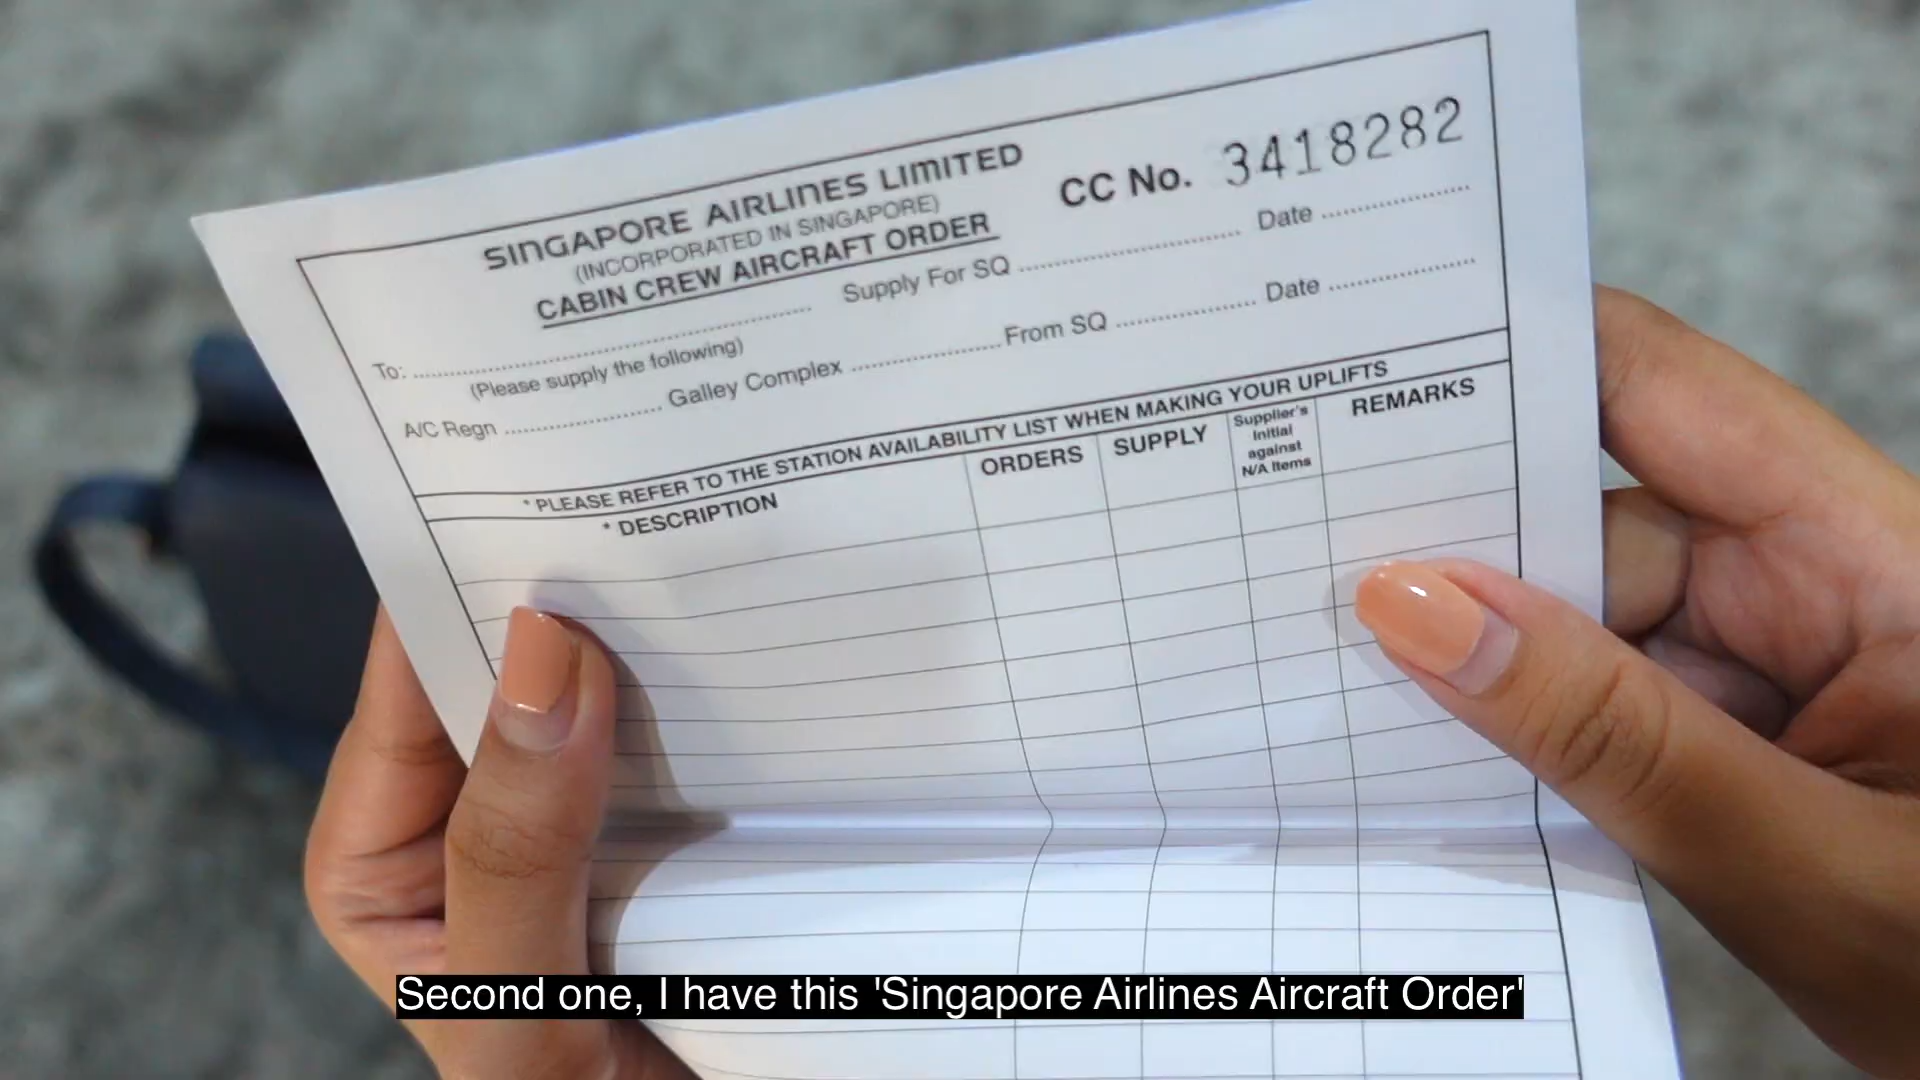 SINGAPORE AIRLINES LIMITED
(INCORPORATED IN SINGAPORE)
CABIN CREW AIRCRAFT ORDER
CC No. 3418282
To: ..................... Supply For SQ ..................... Date .....................
(Please supply the following)
A/C Regn ..................... Galley Complex ..................... From SQ ..................... Date .....................
* PLEASE REFER TO THE STATION AVAILABILITY LIST WHEN MAKING YOUR UPLIFTS
* DESCRIPTION ORDERS SUPPLY Supplier's Initial against N/A Items REMARKS
Second one, I have this 'Singapore Airlines Aircraft Order'